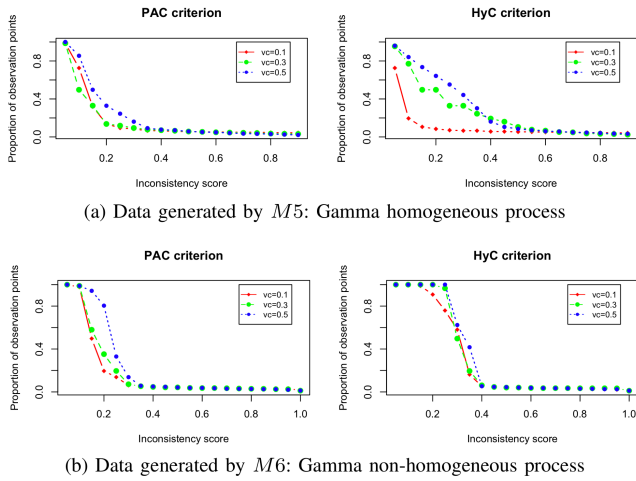 PAC criterion
Proportion of observation points
0.0 0.4 0.8
vc=0.1
vc=0.3
vc=0.5
0.2 0.4 0.6 0.8
Inconsistency score
HyC criterion
Proportion of observation points
0.0 0.4 0.8
vc=0.1
vc=0.3
vc=0.5
0.2 0.4 0.6 0.8
Inconsistency score
(a) Data generated by M5: Gamma homogeneous process
PAC criterion
Proportion of observation points
0.0 0.4 0.8
vc=0.1
vc=0.3
vc=0.5
0.2 0.4 0.6 0.8 1.0
Inconsistency score
HyC criterion
Proportion of observation points
0.0 0.4 0.8
vc=0.1
vc=0.3
vc=0.5
0.2 0.4 0.6 0.8 1.0
Inconsistency score
(b) Data generated by M6: Gamma non-homogeneous process